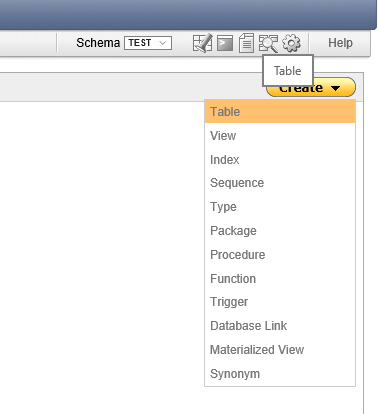 Schema TEST Help
Table
Create
Table
View
Index
Sequence
Type
Package
Procedure
Function
Trigger
Database Link
Materialized View
Synonym